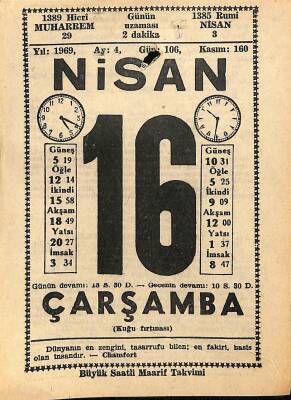 1389 Hicrî Günün 1385 Rumî
MUHARREM uzaması NİSAN
29 2 dakika 3
Yıl: 1969, Ay: 4, Gün: 106, Kasım: 160
NİSAN
16
Güneş
5 19
Öğle
12 14
İkindi
15 58
Akşam
18 49
Yatsı
20 27
İmsak
3 34
Güneş
10 31
Öğle
5 25
İkindi
9 09
Akşam
12 00
Yatsı
1 37
İmsak
8 47
Günün devamı: 13 S. 30 D. — Gecenin devamı: 10 S. 30 D.
ÇARŞAMBA
(Kuğu fırtınası)
Dünyanın en zengini, tasarrufu bilen; en fakiri, hasis
olan insandır. — Chamfort
Büyük Saatli Maarif Takvimi